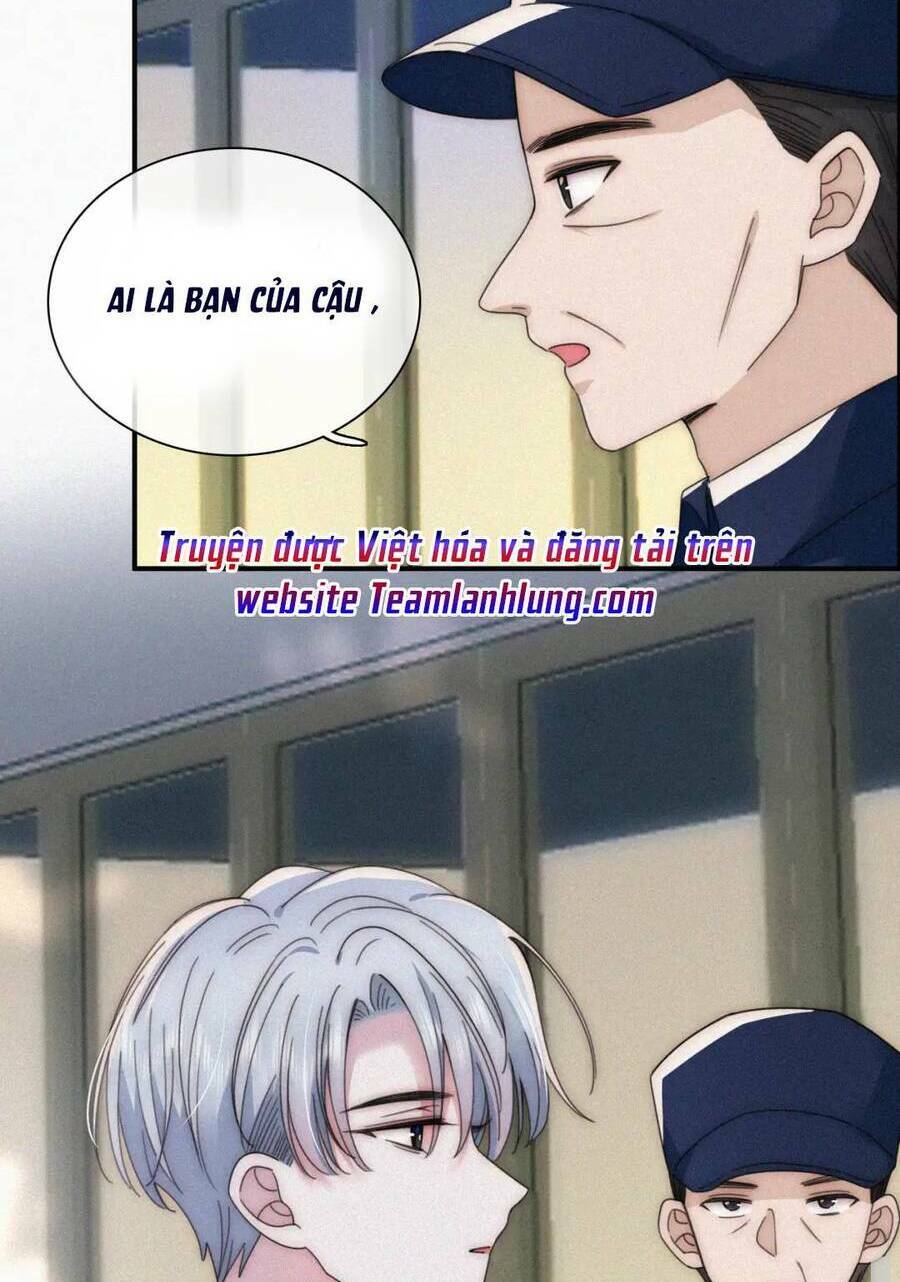 AI LÀ BẠN CỦA CẬU ,
Truyện được Việt hóa và đăng tải trên
website Teamlanhlung.com